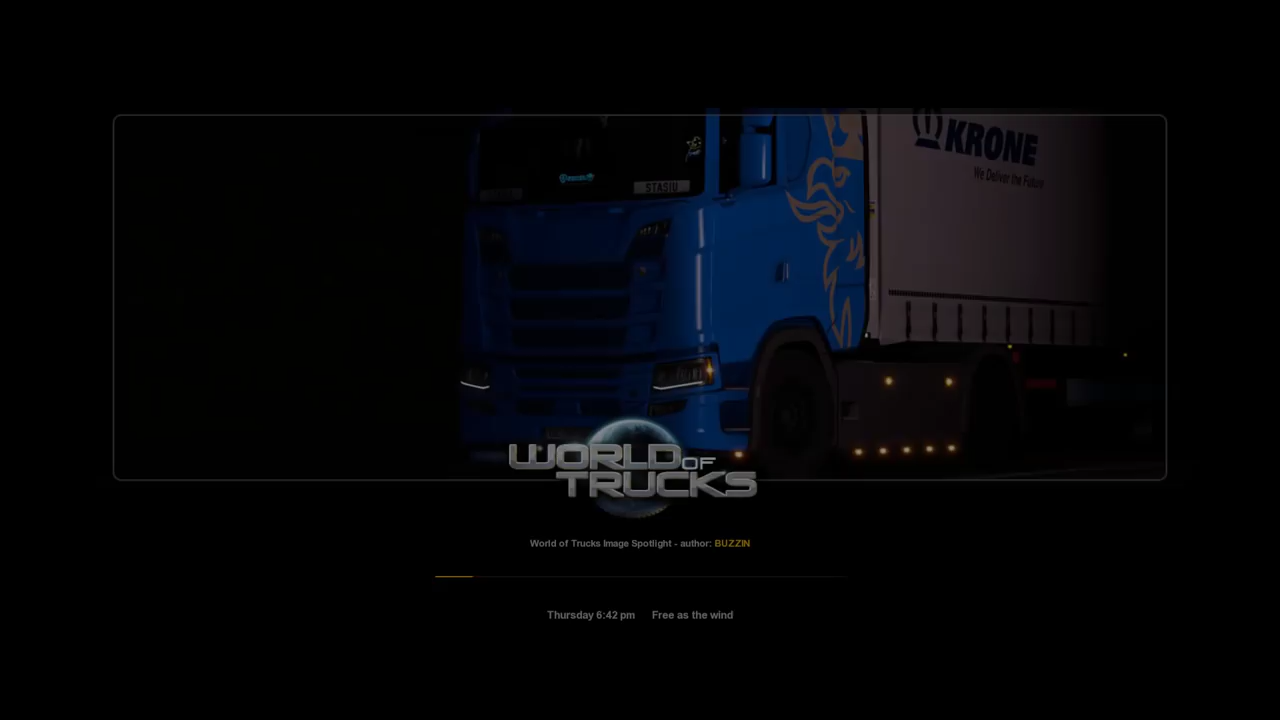 KRONE
We Deliver the Future
STASIU
WORLD OF
TRUCKS
World of Trucks Image Spotlight - author: BUZZIN
Thursday 6:42 pm Free as the wind